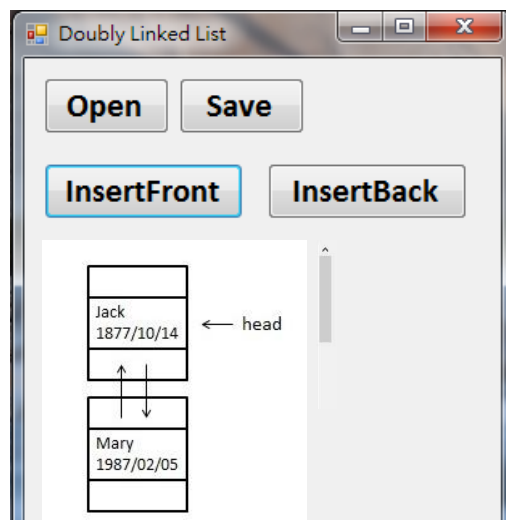 Doubly Linked List
Open Save
InsertFront InsertBack
Jack
1877/10/14
head
Mary
1987/02/05